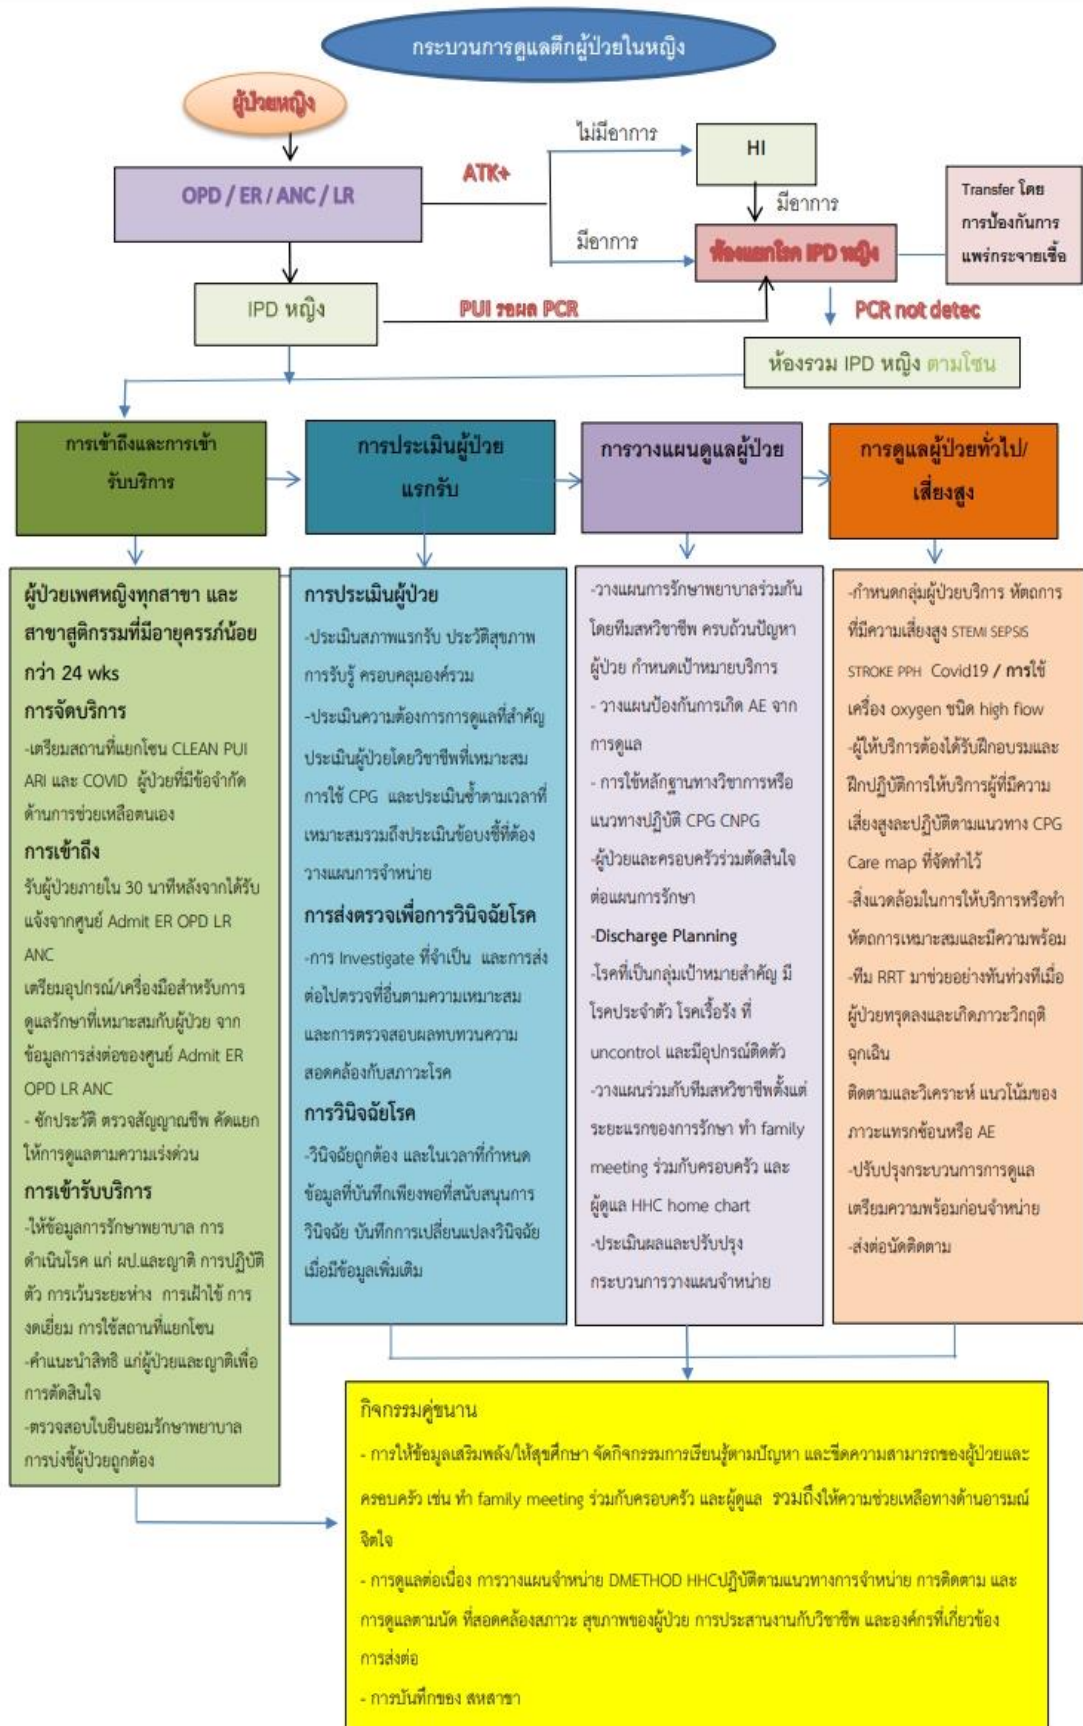 กระบวนการดูแลตึกผู้ป่วยในหญิง
ผู้ป่วยหญิง
OPD / ER / ANC / LR
ATK+
ไม่มีอาการ
HI
มีอาการ
มีอาการ
ห้องแยกโรค IPD หญิง
Transfer โดย
การป้องกันการ
แพร่กระจายเชื้อ
IPD หญิง
PUI รอผล PCR
PCR not detec
ห้องรวม IPD หญิง ตามโซน
การเข้าถึงและการเข้า
รับบริการ
การประเมินผู้ป่วย
แรกรับ
การวางแผนดูแลผู้ป่วย
การดูแลผู้ป่วยทั่วไป/
เสี่ยงสูง
ผู้ป่วยเพศหญิงทุกสาขา และ
สาขาสูติกรรมที่มีอายุครรภ์น้อย
กว่า 24 wks
การจัดบริการ
-เตรียมสถานที่แยกโซน CLEAN PUI
ARI และ COVID ผู้ป่วยที่มีข้อจำกัด
ด้านการช่วยเหลือตนเอง
การเข้าถึง
รับผู้ป่วยภายใน 30 นาทีหลังจากได้รับ
แจ้งจากศูนย์ Admit ER OPD LR
ANC
เตรียมอุปกรณ์/เครื่องมือสำหรับการ
ดูแลรักษาที่เหมาะสมกับผู้ป่วย จาก
ข้อมูลการส่งต่อของศูนย์ Admit ER
OPD LR ANC
- ซักประวัติ ตรวจสัญญาณชีพ คัดแยก
ให้การดูแลตามความเร่งด่วน
การเข้ารับบริการ
-ให้ข้อมูลการรักษาพยาบาล การ
ดำเนินโรค แก่ ผป.และญาติ การปฏิบัติ
ตัว การเว้นระยะห่าง การเฝ้าไข้ การ
งดเยี่ยม การใช้สถานที่แยกโซน
-คำแนะนำสิทธิ แก่ผู้ป่วยและญาติเพื่อ
การตัดสินใจ
-ตรวจสอบใบยินยอมรักษาพยาบาล
การบ่งชี้ผู้ป่วยถูกต้อง
การประเมินผู้ป่วย
-ประเมินสภาพแรกรับ ประวัติสุขภาพ
การรับรู้ ครอบคลุมองค์รวม
-ประเมินความต้องการการดูแลที่สำคัญ
ประเมินผู้ป่วยโดยวิชาชีพที่เหมาะสม
การใช้ CPG และประเมินซ้ำตามเวลาที่
เหมาะสมรวมถึงประเมินข้อบงชี้ที่ต้อง
วางแผนการจำหน่าย
การส่งตรวจเพื่อการวินิจฉัยโรค
-การ Investigate ที่จำเป็น และการส่ง
ต่อไปตรวจที่อื่นตามความเหมาะสม
และการตรวจสอบผลทบทวนความ
สอดคล้องกับสภาวะโรค
การวินิจฉัยโรค
-วินิจฉัยถูกต้อง และในเวลาที่กำหนด
ข้อมูลที่บันทึกเพียงพอที่สนับสนุนการ
วินิจฉัย บันทึกการเปลี่ยนแปลงวินิจฉัย
เมื่อมีข้อมูลเพิ่มเติม
-วางแผนการรักษาพยาบาลร่วมกัน
โดยทีมสหวิชาชีพ ครบถ้วนปัญหา
ผู้ป่วย กำหนดเป้าหมายบริการ
- วางแผนป้องกันการเกิด AE จาก
การดูแล
- การใช้หลักฐานทางวิชาการหรือ
แนวทางปฏิบัติ CPG CNPG
-ผู้ป่วยและครอบครัวร่วมตัดสินใจ
ต่อแผนการรักษา
-Discharge Planning
-โรคที่เป็นกลุ่มเป้าหมายสำคัญ มี
โรคประจำตัว โรคเรื้อรัง ที่
uncontrol และมีอุปกรณ์ติดตัว
-วางแผนร่วมกับทีมสหวิชาชีพตั้งแต่
ระยะแรกของการรักษา ทำ family
meeting ร่วมกับครอบครัว และ
ผู้ดูแล HHC home chart
-ประเมินผลและปรับปรุง
กระบวนการวางแผนจำหน่าย
-กำหนดกลุ่มผู้ป่วยบริการ หัตถการ
ที่มีความเสี่ยงสูง STEMI SEPSIS
STROKE PPH Covid19 / การใช้
เครื่อง oxygen ชนิด high fiow
-ผู้ให้บริการต้องได้รับฝึกอบรมและ
ฝึกปฏิบัติการให้บริการผู้ที่มีความ
เสี่ยงสูงละปฏิบัติตามแนวทาง CPG
Care map ที่จัดทำไว้
-สิ่งแวดล้อมในการให้บริการหรือทำ
หัตถการเหมาะสมและมีความพร้อม
-ทีม RRT มาช่วยอย่างทันท่วงทีเมื่อ
ผู้ป่วยทรุดลงและเกิดภาวะวิกฤติ
ฉุกเฉิน
ติดตามและวิเคราะห์ แนวโน้มของ
ภาวะแทรกซ้อนหรือ AE
-ปรับปรุงกระบวนการการดูแล
เตรียมความพร้อมก่อนจำหน่าย
-ส่งต่อนัดติดตาม
กิจกรรมคู่ขนาน
- การให้ข้อมูลเสริมพลัง/ให้สุขศึกษา จัดกิจกรรมการเรียนรู้ตามปัญหา และขีดความสามารถของผู้ป่วยและ
ครอบครัว เช่น ทำ family meeting ร่วมกับครอบครัว และผู้ดูแล รวมถึงให้ความช่วยเหลือทางด้านอารมณ์
จิตใจ
- การดูแลต่อเนื่อง การวางแผนจำหน่าย DMETHOD HHCปฏิบัติตามแนวทางการจำหน่าย การติดตาม และ
การดูแลตามนัด ที่สอดคล้องสภาวะ สุขภาพของผู้ป่วย การประสานงานกับวิชาชีพ และองค์กรที่เกี่ยวข้อง
การส่งต่อ
- การบันทึกของ สหสาขา